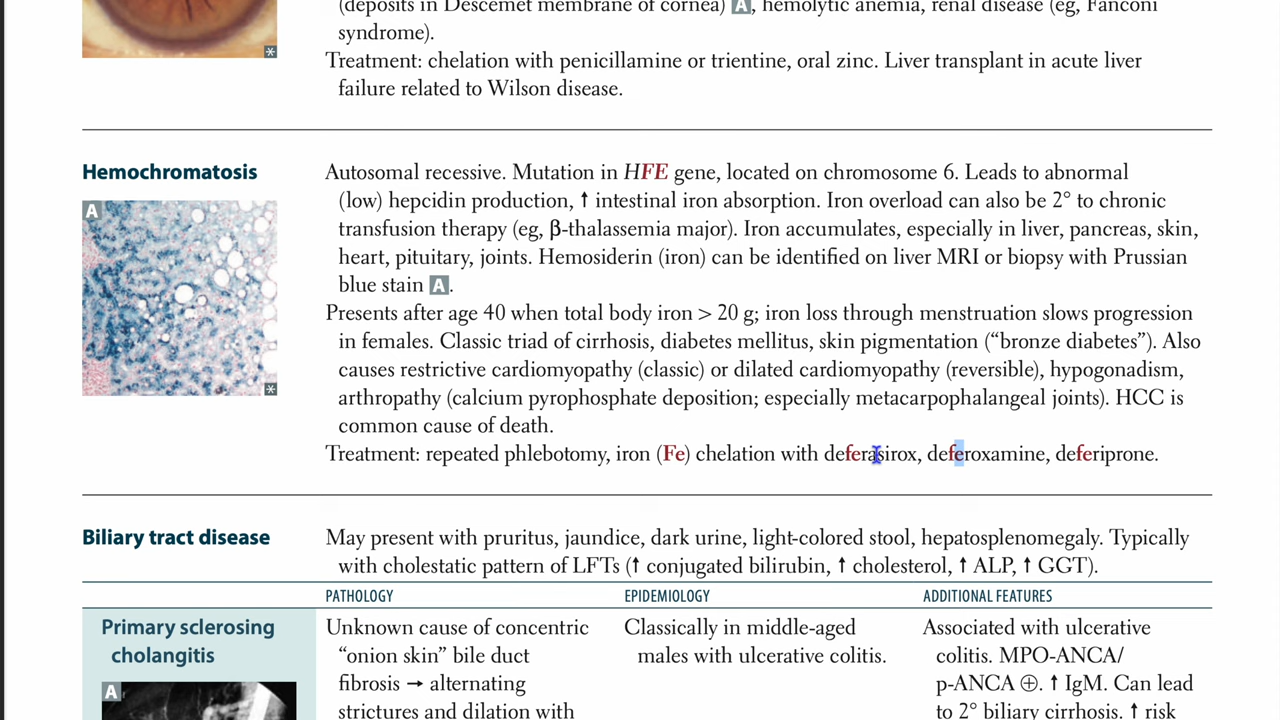 (deposits in Descemet membrane of cornea) A, hemolytic anemia, renal disease (eg, Fanconi
syndrome).
Treatment: chelation with penicillamine or trientine, oral zinc. Liver transplant in acute liver
failure related to Wilson disease.
Hemochromatosis
A
Autosomal recessive. Mutation in HFE gene, located on chromosome 6. Leads to abnormal
(low) hepcidin production, ↑ intestinal iron absorption. Iron overload can also be 2° to chronic
transfusion therapy (eg, β-thalassemia major). Iron accumulates, especially in liver, pancreas, skin,
heart, pituitary, joints. Hemosiderin (iron) can be identified on liver MRI or biopsy with Prussian
blue stain A.
Presents after age 40 when total body iron > 20 g; iron loss through menstruation slows progression
in females. Classic triad of cirrhosis, diabetes mellitus, skin pigmentation (“bronze diabetes”). Also
causes restrictive cardiomyopathy (classic) or dilated cardiomyopathy (reversible), hypogonadism,
arthropathy (calcium pyrophosphate deposition; especially metacarpophalangeal joints). HCC is
common cause of death.
Treatment: repeated phlebotomy, iron (Fe) chelation with deferasirox, deferoxamine, deferiprone.
Biliary tract disease
May present with pruritus, jaundice, dark urine, light-colored stool, hepatosplenomegaly. Typically
with cholestatic pattern of LFTs (↑ conjugated bilirubin, ↑ cholesterol, ↑ ALP, ↑ GGT).
PATHOLOGY
EPIDEMIOLOGY
ADDITIONAL FEATURES
Primary sclerosing
cholangitis
A
Unknown cause of concentric
“onion skin” bile duct
fibrosis → alternating
strictures and dilation with
Classically in middle-aged
males with ulcerative colitis.
Associated with ulcerative
colitis. MPO-ANCA/
p-ANCA ⊕. ↑ IgM. Can lead
to 2° biliary cirrhosis. ↑ risk